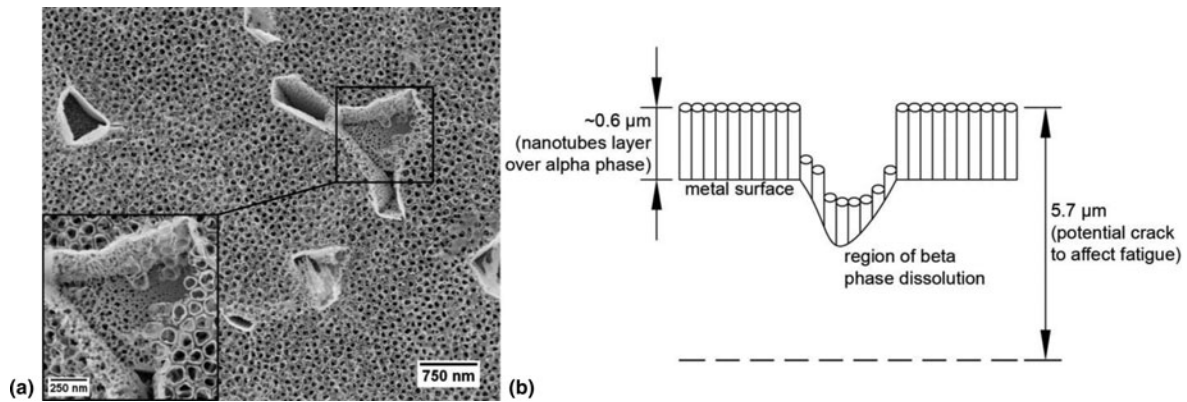 (a)
250 nm
750 nm
(b)
~0.6 µm
(nanotubes layer
over alpha phase)
metal surface
region of beta
phase dissolution
5.7 µm
(potential crack
to affect fatigue)